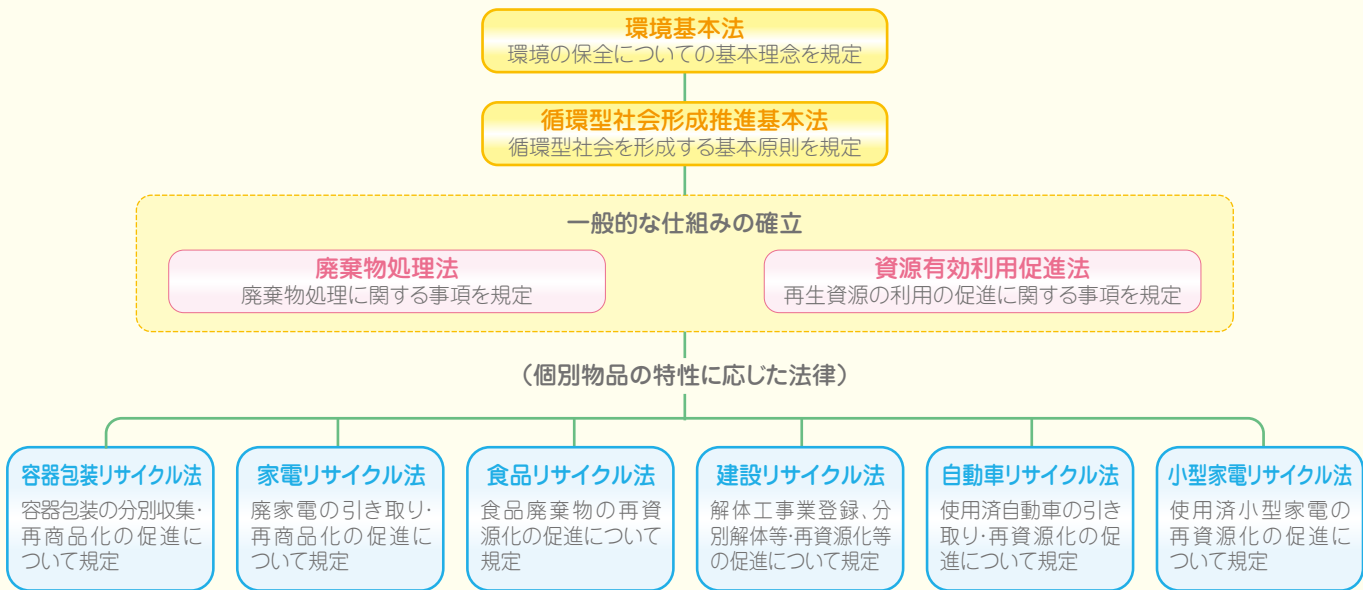 環境基本法
環境の保全についての基本理念を規定
循環型社会形成推進基本法
循環型社会を形成する基本原則を規定
一般的な仕組みの確立
廃棄物処理法
廃棄物処理に関する事項を規定
資源有効利用促進法
再生資源の利用の促進に関する事項を規定
（個別物品の特性に応じた法律）
容器包装リサイクル法
容器包装の分別収集・
再商品化の促進に
ついて規定
家電リサイクル法
廃家電の引き取り・
再商品化の促進に
ついて規定
食品リサイクル法
食品廃棄物の再資
源化の促進について
規定
建設リサイクル法
解体工事業登録、分
別解体等・再資源化等
の促進について規定
自動車リサイクル法
使用済自動車の引き
取り・再資源化の促
進について規定
小型家電リサイクル法
使用済小型家電の
再資源化の促進に
ついて規定